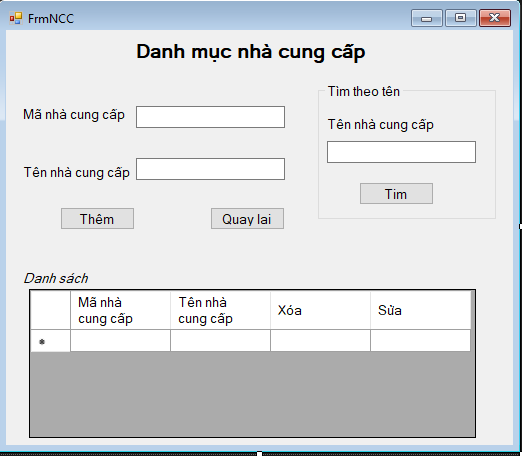 FrmNCC
Danh mục nhà cung cấp
Mã nhà cung cấp
Tên nhà cung cấp
Thêm
Quay lai
Tìm theo tên
Tên nhà cung cấp
Tim
Danh sách
Mã nhà
cung cấp
Tên nhà
cung cấp
Xóa
Sửa